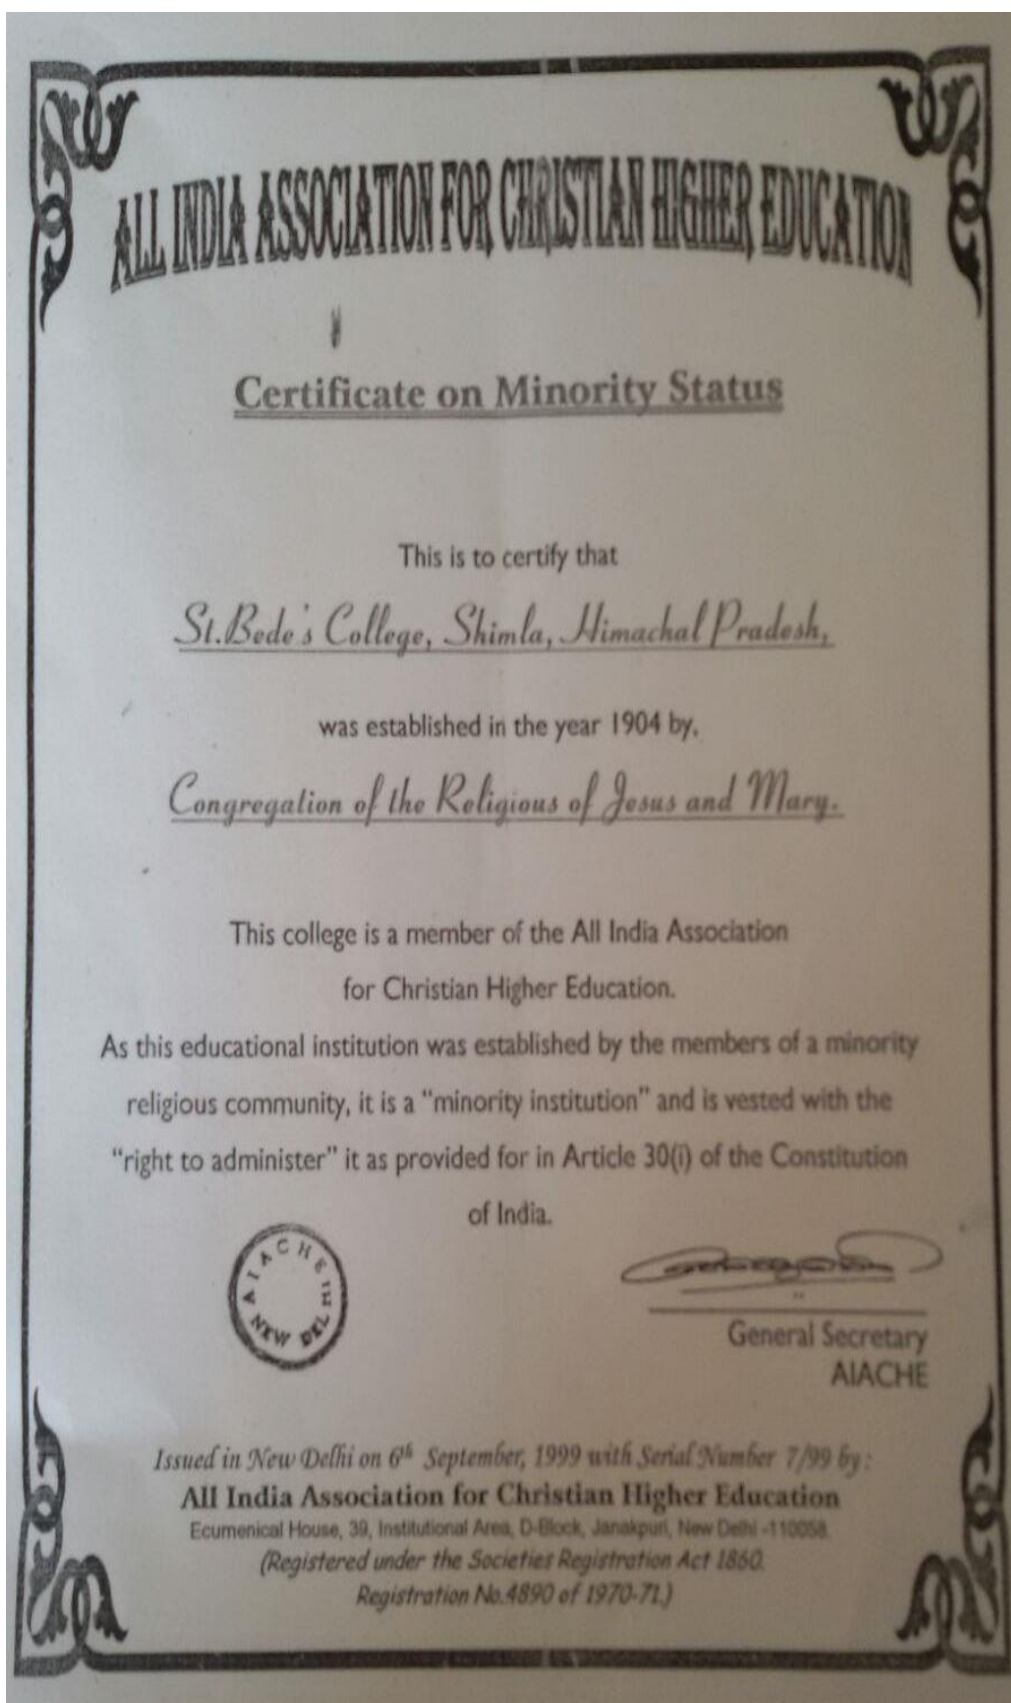 ALL INDIA ASSOCIATION FOR CHRISTIAN HIGHER EDUCATION
Certificate on Minority Status
This is to certify that
St.Bede's College, Shimla, Himachal Pradesh,
was established in the year 1904 by,
Congregation of the Religious of Jesus and Mary.
This college is a member of the All India Association
for Christian Higher Education.
As this educational institution was established by the members of a minority
religious community, it is a "minority institution" and is vested with the
"right to administer" it as provided for in Article 30(i) of the Constitution
of India.
AIACHE
NEW DELHI
General Secretary
AIACHE
Issued in New Delhi on 6th September, 1999 with Serial Number 7/99 by:
All India Association for Christian Higher Education
Ecumenical House, 39, Institutional Area, D-Block, Janakpuri, New Delhi -110058.
(Registered under the Societies Registration Act 1860.
Registration No.4890 of 1970-71.)